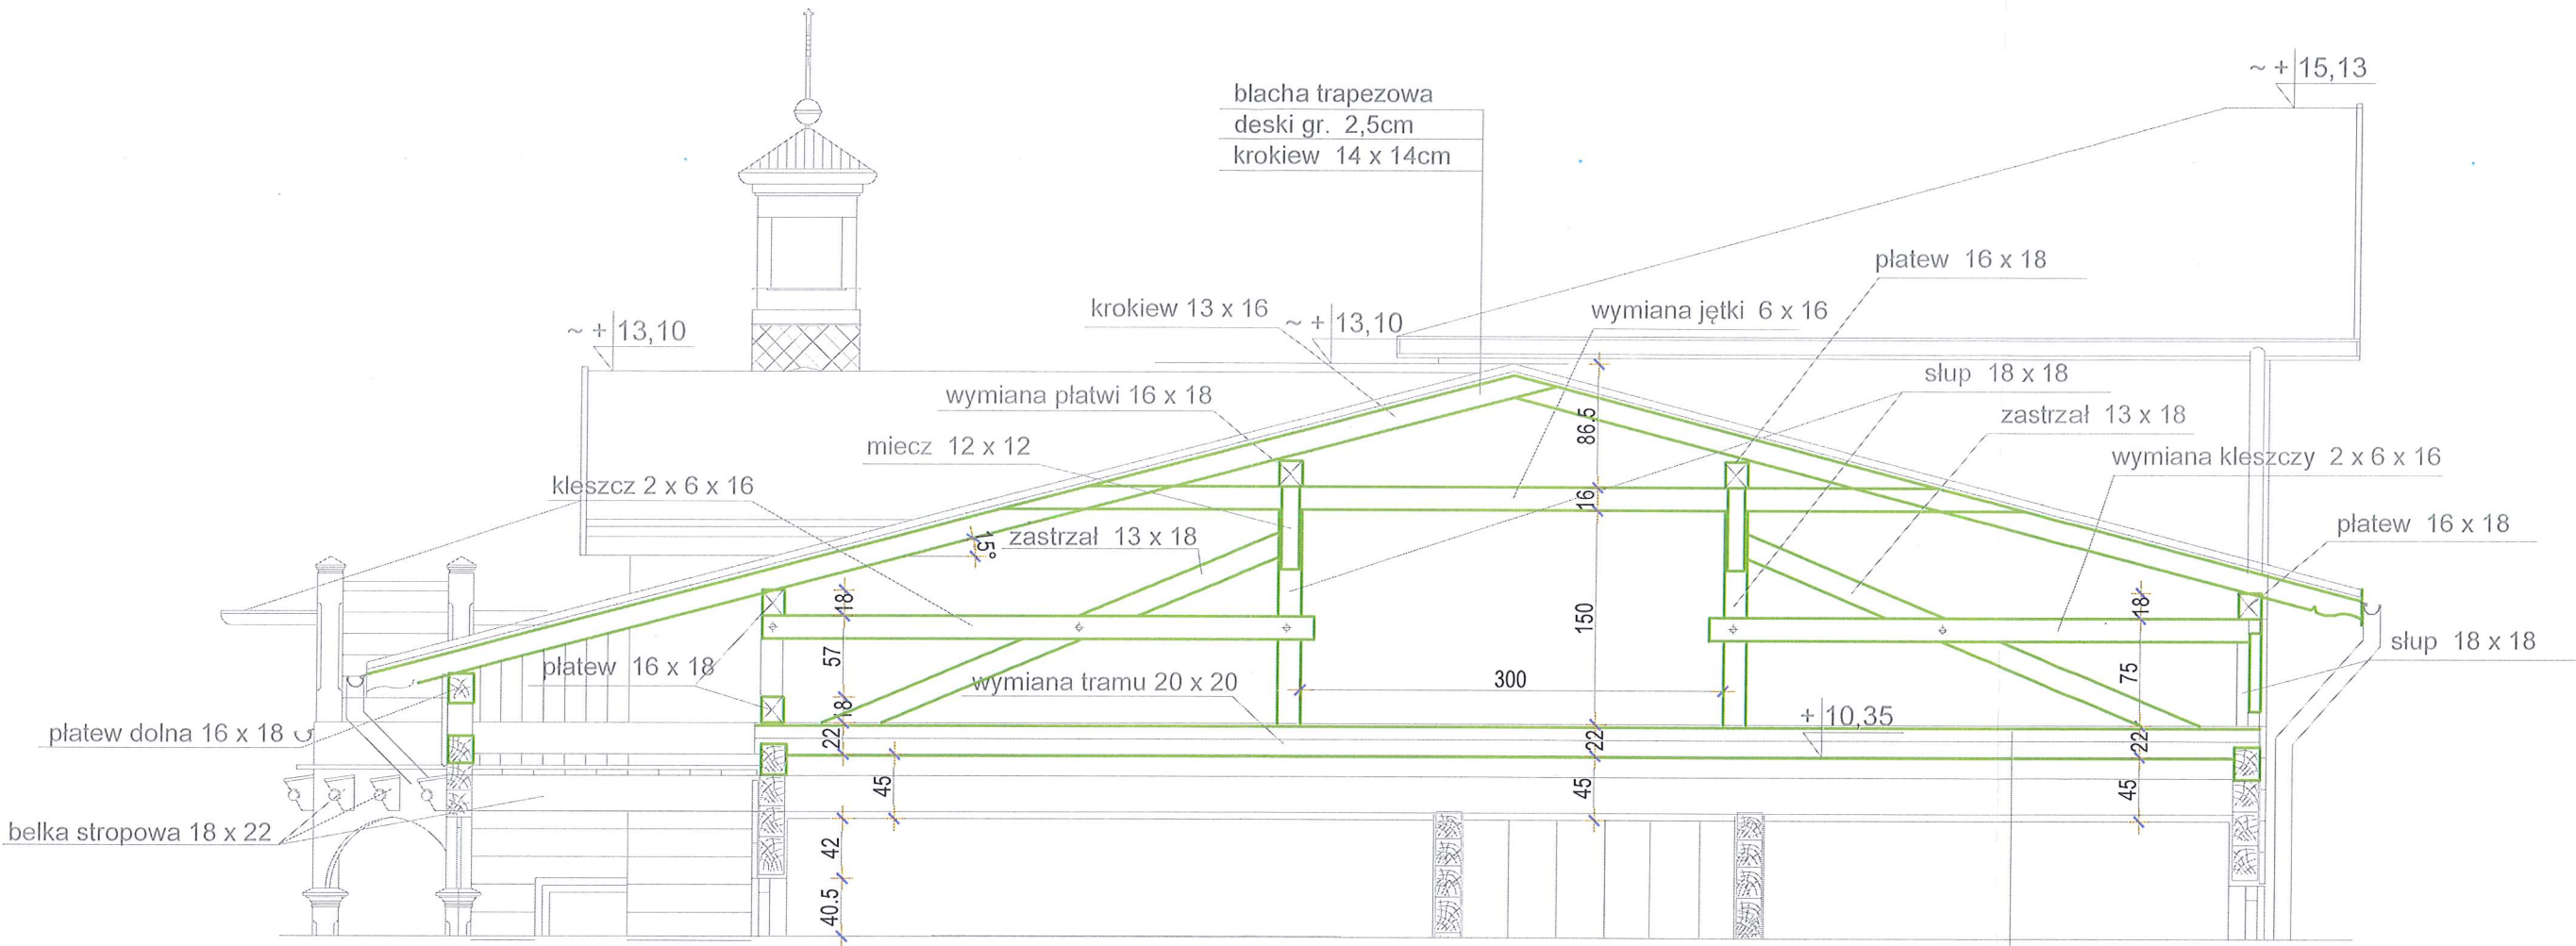 ~ + 15,13
blacha trapezowa
deski gr. 2,5cm
krokiew 14 x 14cm
płatew 16 x 18
krokiew 13 x 16
~ + 13,10
wymiana jętki 6 x 16
~ + 13,10
wymiana płatwi 16 x 18
słup 18 x 18
zastrzał 13 x 18
miecz 12 x 12
wymiana kleszczy 2 x 6 x 16
kleszcz 2 x 6 x 16
86.5
16
płatew 16 x 18
zastrzał 13 x 18
15°
18
150
18
słup 18 x 18
57
płatew 16 x 18
wymiana tramu 20 x 20
300
75
18
+ 10,35
płatew dolna 16 x 18
22
22
22
45
45
45
belka stropowa 18 x 22
42
40.5